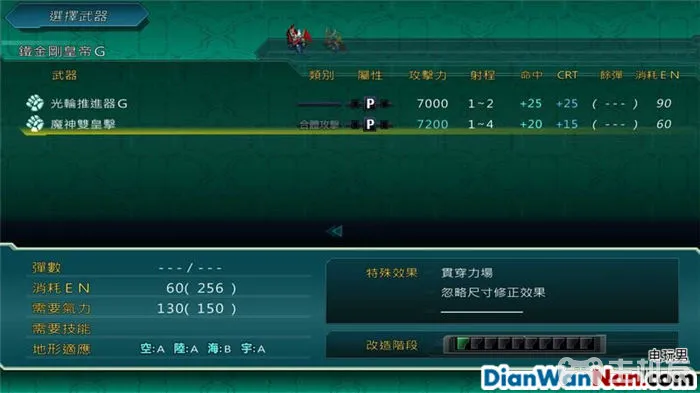 選擇武器
鐵金剛皇帝G
武器 類別 屬性 攻擊力 射程 命中 CRT 餘彈 消耗EN
光輪推進器G P 7000 1~2 +25 +25 (---) 90
魔神雙皇擊 合體攻擊 P 7200 1~4 +20 +15 (---) 60
彈數 ---/---
消耗EN 60(256)
需要氣力 130(150)
需要技能
地形適應 空:A 陸:A 海:B 宇:A
特殊效果 貫穿力場
忽略尺寸修正效果
改造階段
电玩男
DianWanNan.Com